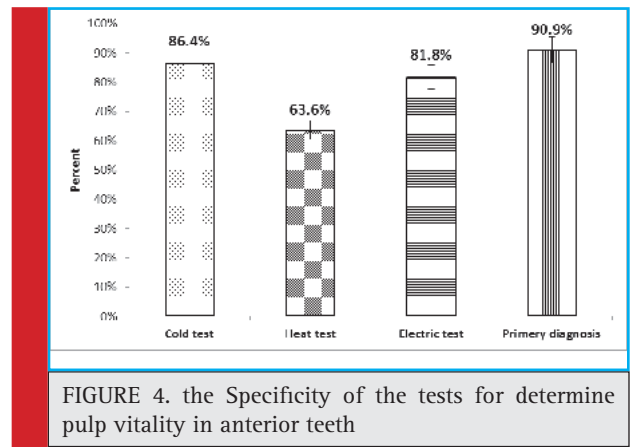 100%
90%
80%
70%
60%
50%
40%
30%
20%
10%
0%
Percent
86.4%
63.6%
81.8%
90.9%
Cold test
Heat test
Electric test
Primery diagnosis
FIGURE 4. the Specificity of the tests for determine
pulp vitality in anterior teeth